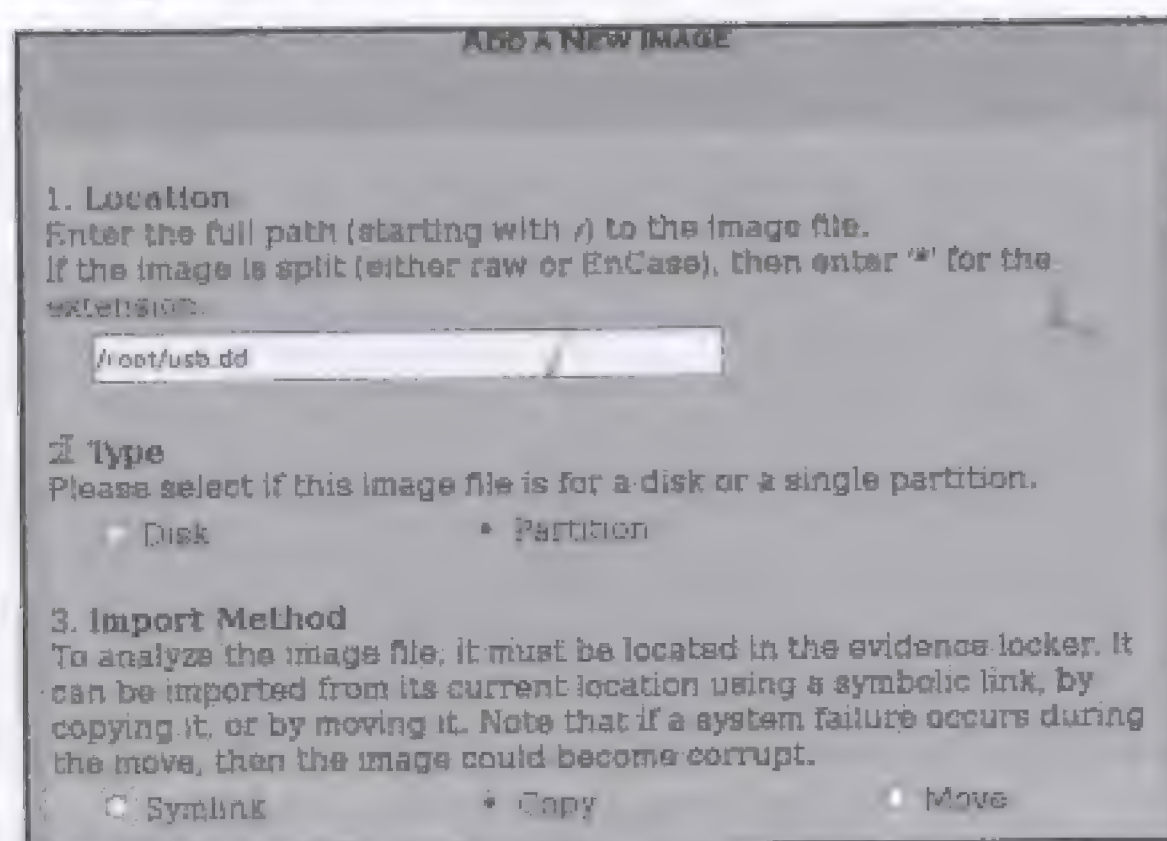 ADD A NEW IMAGE
1. Location
Enter the full path (starting with /) to the image file.
If the image is split (either raw or EnCase), then enter '*' for the
extension.
/root/usb.dd
2. Type
Please select if this image file is for a disk or a single partition.
Disk Partition
3. Import Method
To analyze the image file, it must be located in the evidence locker. It
can be imported from its current location using a symbolic link, by
copying it, or by moving it. Note that if a system failure occurs during
the move, then the image could become corrupt.
Symlink Copy Move